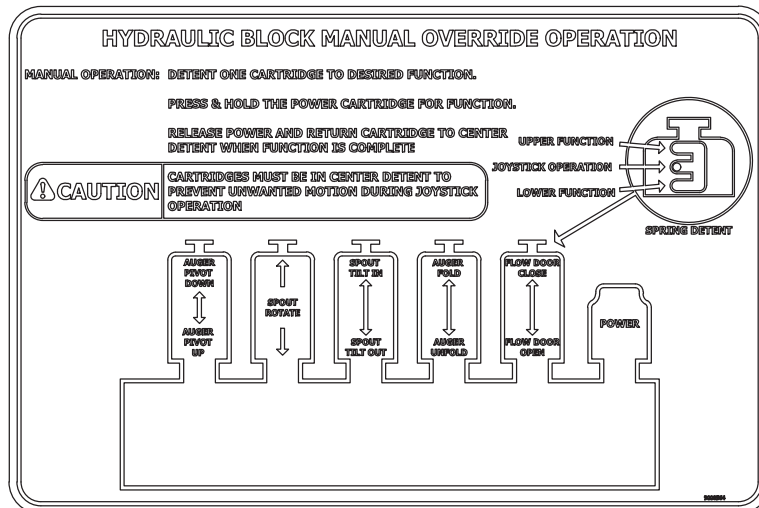 HYDRAULIC BLOCK MANUAL OVERRIDE OPERATION
MANUAL OPERATION: DETENT ONE CARTRIDGE TO DESIRED FUNCTION.
PRESS & HOLD THE POWER CARTRIDGE FOR FUNCTION.
RELEASE POWER AND RETURN CARTRIDGE TO CENTER
DETENT WHEN FUNCTION IS COMPLETE
CAUTION
CARTRIDGES MUST BE IN CENTER DETENT TO
PREVENT UNWANTED MOTION DURING JOYSTICK
OPERATION
UPPER FUNCTION
JOYSTICK OPERATION
LOWER FUNCTION
SPRING DETENT
AUGER
PIVOT
DOWN
AUGER
PIVOT
UP
SPOUT
ROTATE
SPOUT
TILT IN
SPOUT
TILT OUT
AUGER
FOLD
AUGER
UNFOLD
FLOW DOOR
CLOSE
FLOW DOOR
OPEN
POWER